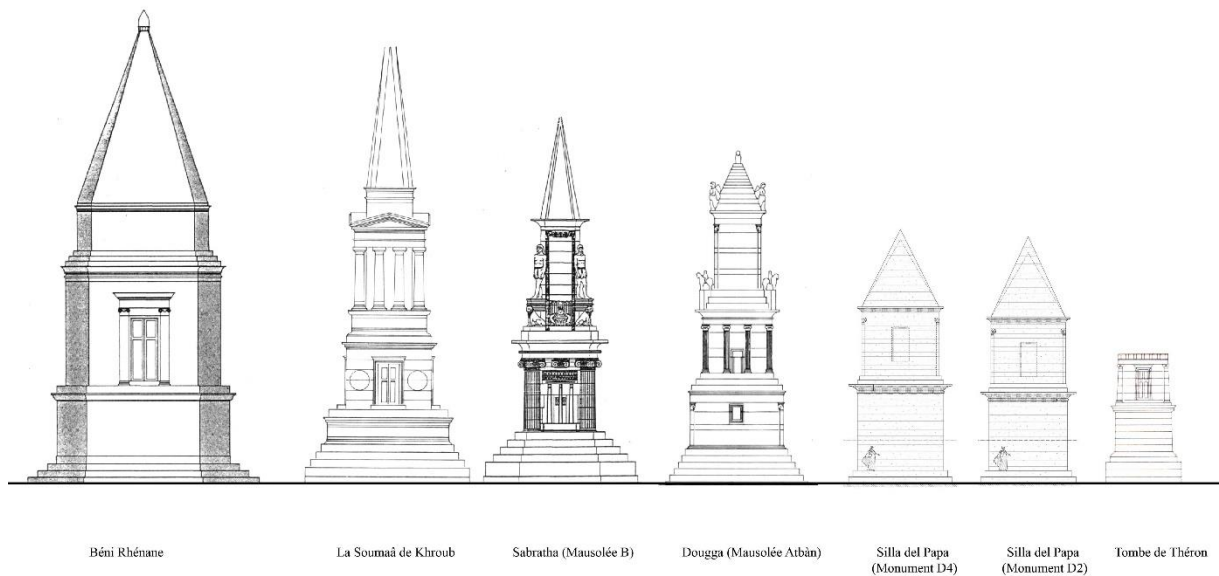 Béni Rhénane
La Soumaâ de Khroub
Sabratha (Mausolée B)
Dougga (Mausolée Atbàn)
Silla del Papa
(Monument D4)
Silla del Papa
(Monument D2)
Tombe de Théron